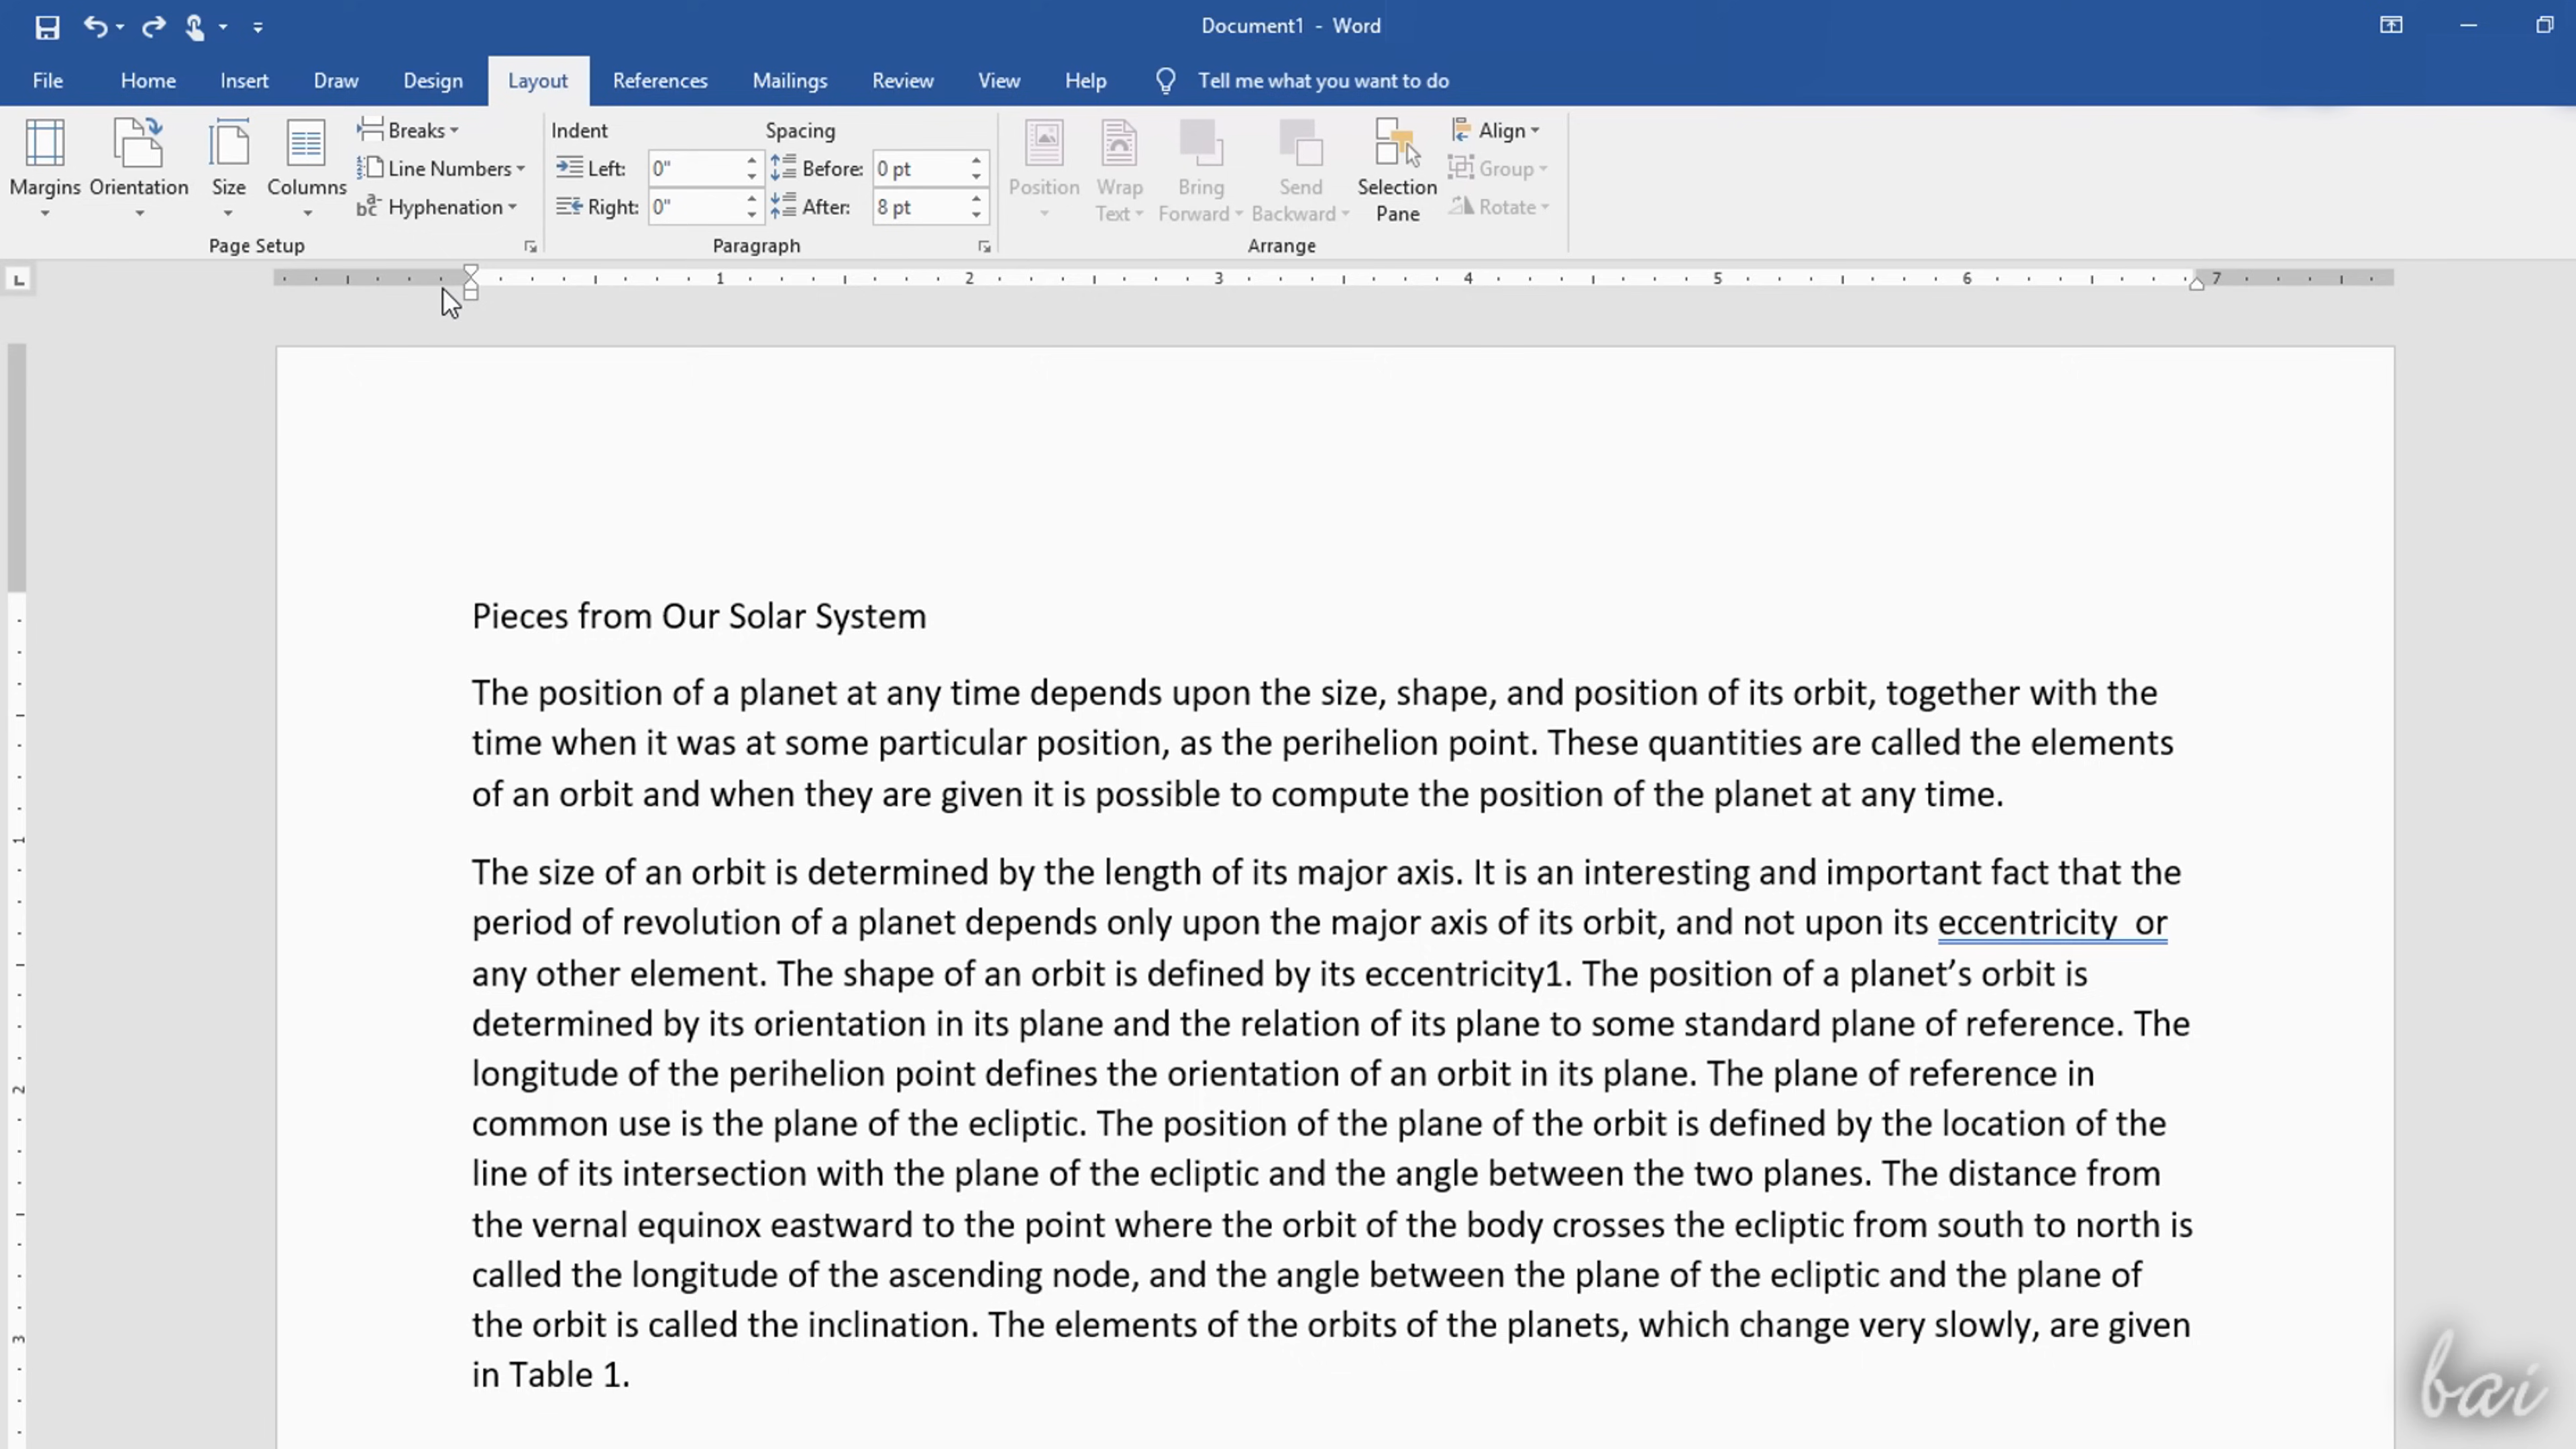 Document1 - Word
File Home Insert Draw Design Layout References Mailings Review View Help Tell me what you want to do
Margins Orientation Size Columns
Breaks
Line Numbers
Hyphenation
Page Setup
Indent
Left: 0"
Right: 0"
Spacing
Before: 0 pt
After: 8 pt
Paragraph
Position
Wrap
Text
Bring
Forward
Send
Backward
Selection
Pane
Align
Group
Rotate
Arrange
1 2 3 4 5 6 7
1
2
3
Pieces from Our Solar System
The position of a planet at any time depends upon the size, shape, and position of its orbit, together with the
time when it was at some particular position, as the perihelion point. These quantities are called the elements
of an orbit and when they are given it is possible to compute the position of the planet at any time.
The size of an orbit is determined by the length of its major axis. It is an interesting and important fact that the
period of revolution of a planet depends only upon the major axis of its orbit, and not upon its eccentricity  or
any other element. The shape of an orbit is defined by its eccentricity1. The position of a planet’s orbit is
determined by its orientation in its plane and the relation of its plane to some standard plane of reference. The
longitude of the perihelion point defines the orientation of an orbit in its plane. The plane of reference in
common use is the plane of the ecliptic. The position of the plane of the orbit is defined by the location of the
line of its intersection with the plane of the ecliptic and the angle between the two planes. The distance from
the vernal equinox eastward to the point where the orbit of the body crosses the ecliptic from south to north is
called the longitude of the ascending node, and the angle between the plane of the ecliptic and the plane of
the orbit is called the inclination. The elements of the orbits of the planets, which change very slowly, are given
in Table 1.
bai